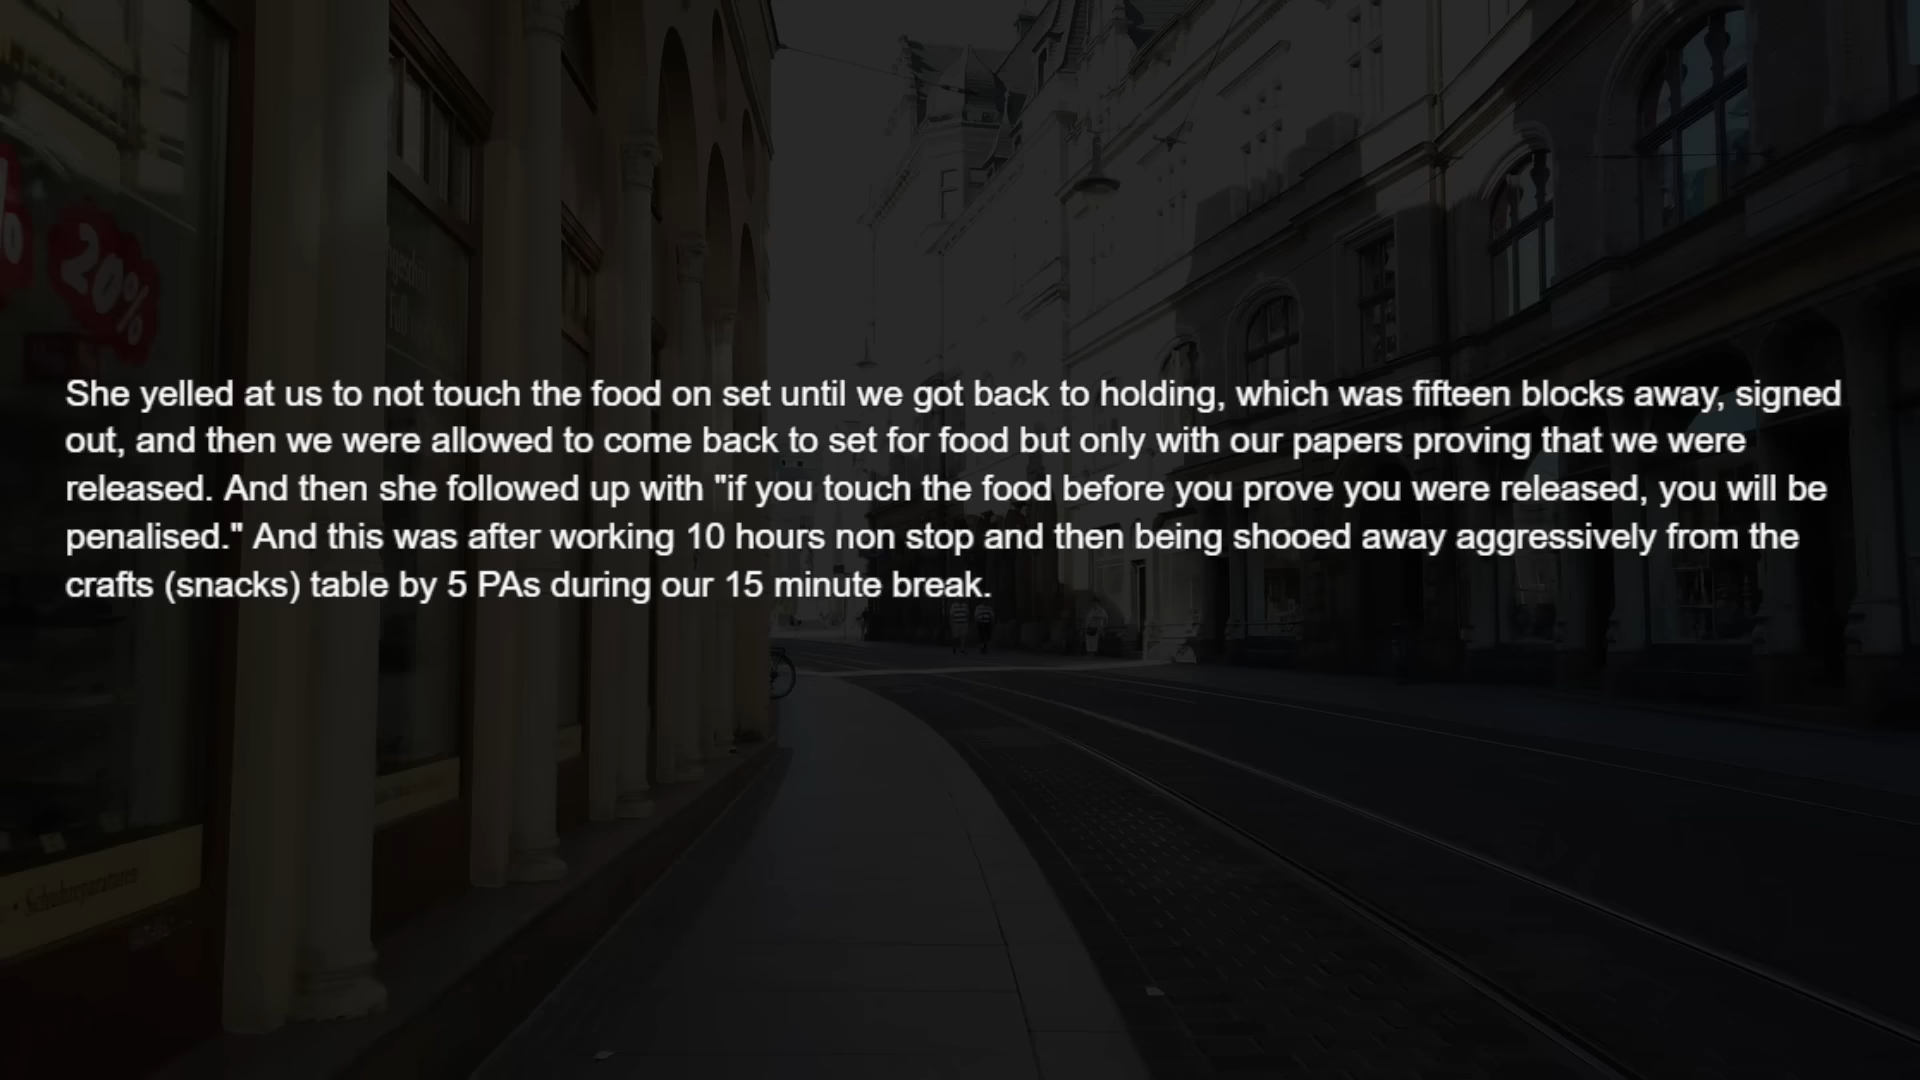 20%
She yelled at us to not touch the food on set until we got back to holding, which was fifteen blocks away, signed
out, and then we were allowed to come back to set for food but only with our papers proving that we were
released. And then she followed up with "if you touch the food before you prove you were released, you will be
penalised." And this was after working 10 hours non stop and then being shooed away aggressively from the
crafts (snacks) table by 5 PAs during our 15 minute break.
Schuhreparaturen